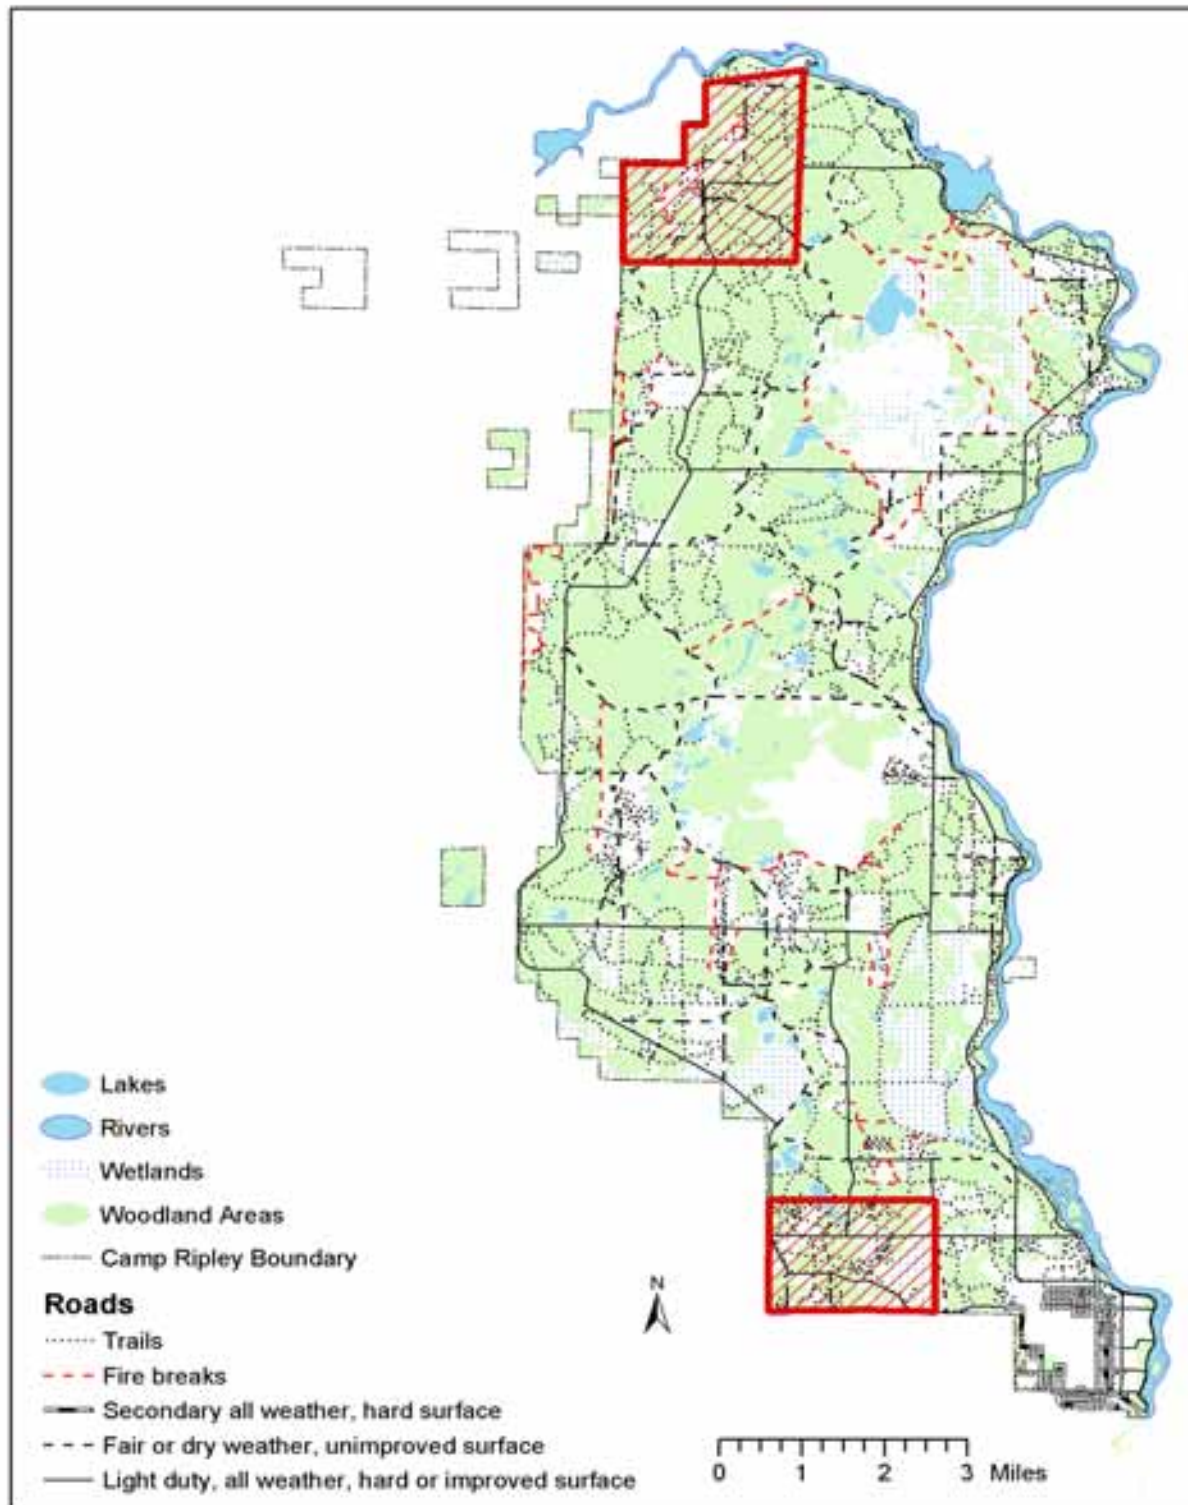 Lakes
Rivers
Wetlands
Woodland Areas
Camp Ripley Boundary
Roads
Trails
Fire breaks
Secondary all weather, hard surface
Fair or dry weather, unimproved surface
Light duty, all weather, hard or improved surface
N
0 1 2 3 Miles